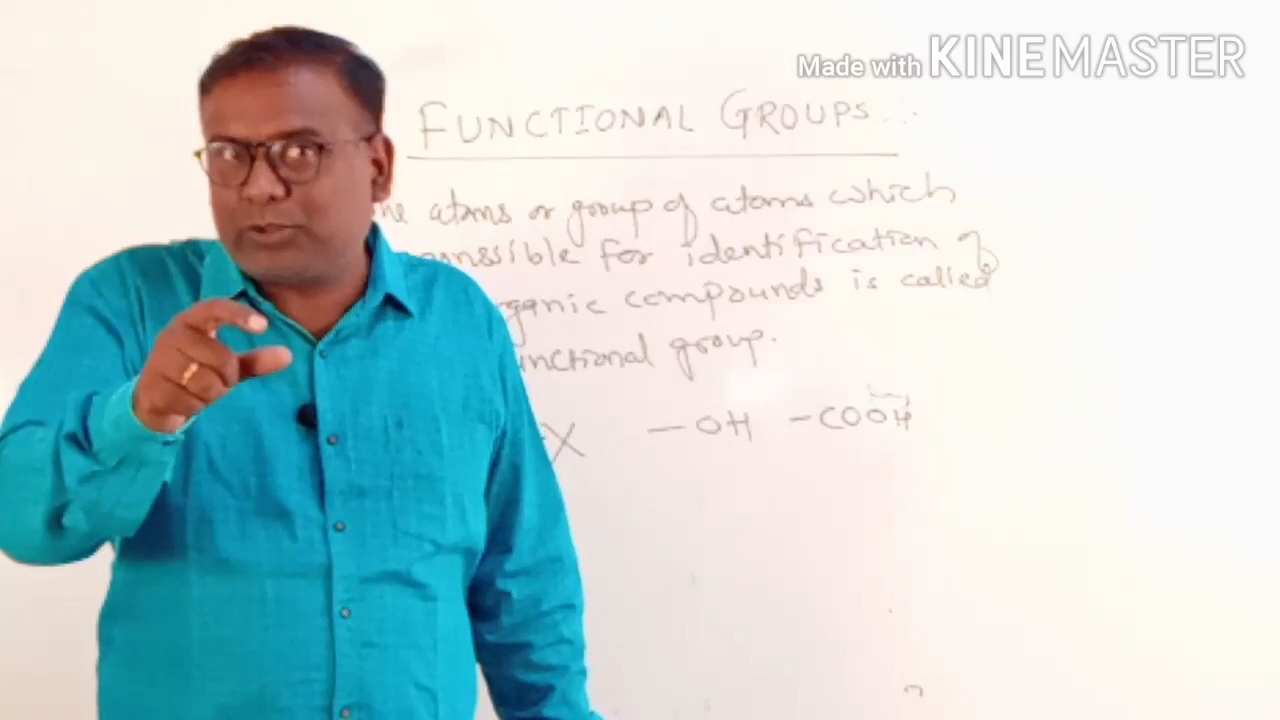 Made with KINEMASTER
FUNCTIONAL GROUPS...
atoms or group of atoms which
for identification of
compounds is called
group.
X —OH —COOH